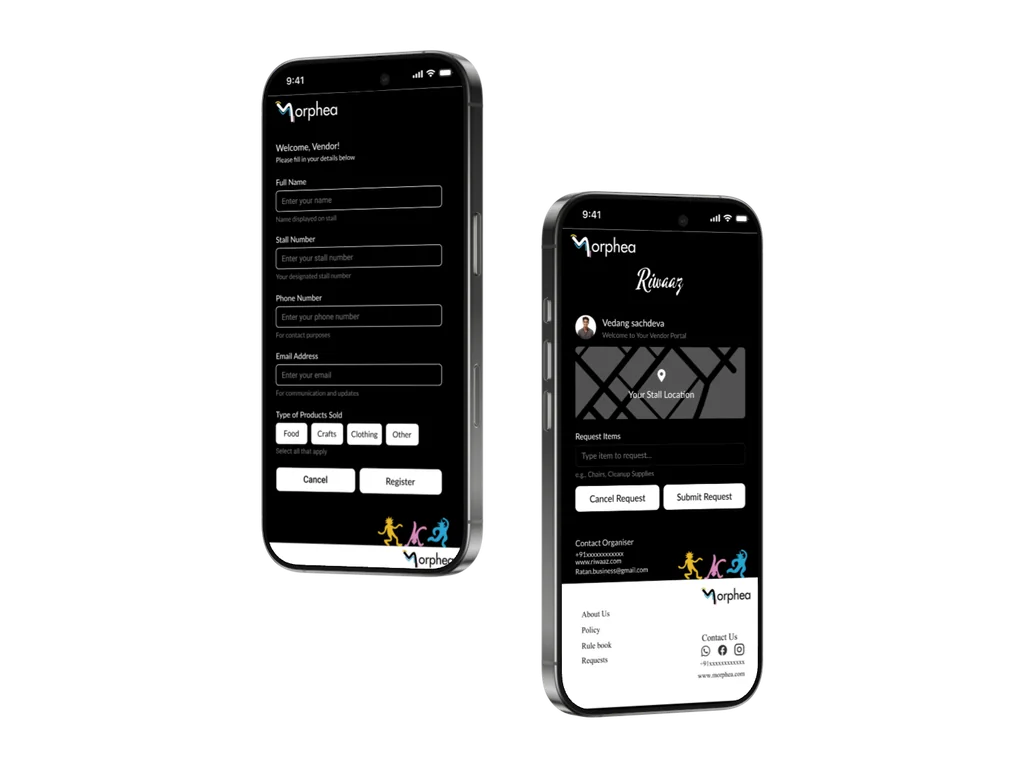 9:41
Morphea
Welcome, Vendor!
Please fill in your details below
Full Name
Enter your name
Name displayed on stall
Stall Number
Enter your stall number
Your designated stall number
Phone Number
Enter your phone number
For contact purposes
Email Address
Enter your email
For communication and updates
Type of Products Sold
Food Crafts Clothing Other
Select all that apply
Cancel Register
Morphea
9:41
Morphea
Riwaaz
Vedang sachdeva
Welcome to Your Vendor Portal
Your Stall Location
Request Items
Type item to request...
e.g., Chairs, Cleanup Supplies
Cancel Request Submit Request
Contact Organiser
+91xxxxxxxxxxxx
www.riwaaz.com
Ratan.business@gmail.com
Morphea
About Us
Policy
Rule book
Requests
Contact Us
+91xxxxxxxxxxxx
www.morphea.com